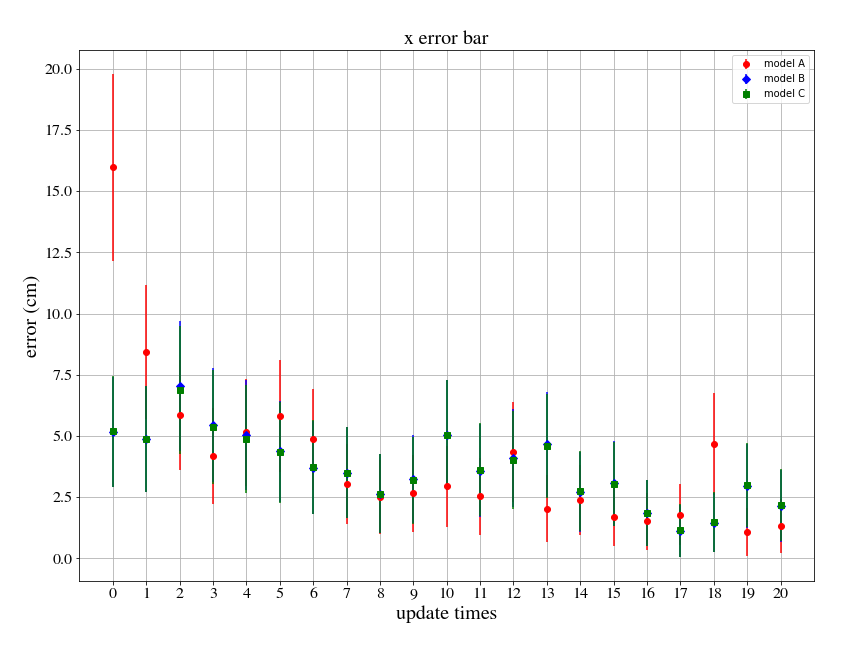 x error bar
model A
model B
model C
20.0
17.5
15.0
12.5
10.0
7.5
5.0
2.5
0.0
error (cm)
0 1 2 3 4 5 6 7 8 9 10 11 12 13 14 15 16 17 18 19 20
update times